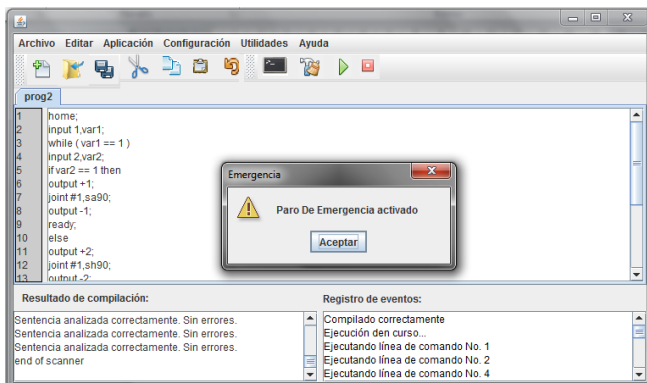 Archivo Editar Aplicación Configuración Utilidades Ayuda
prog2
1 home;
2 input 1,var1;
3 while ( var1 == 1 )
4 input 2,var2;
5 if var2 == 1 then
6 output +1;
7 joint #1,sa90;
8 output -1;
9 ready;
10 else
11 output +2;
12 joint #1,sh90;
13 output -2;
Emergencia
Paro De Emergencia activado
Aceptar
Resultado de compilación:
Sentencia analizada correctamente. Sin errores.
Sentencia analizada correctamente. Sin errores.
Sentencia analizada correctamente. Sin errores.
end of scanner
Registro de eventos:
Compilado correctamente
Ejecución den curso...
Ejecutando línea de comando No. 1
Ejecutando línea de comando No. 2
Ejecutando línea de comando No. 4